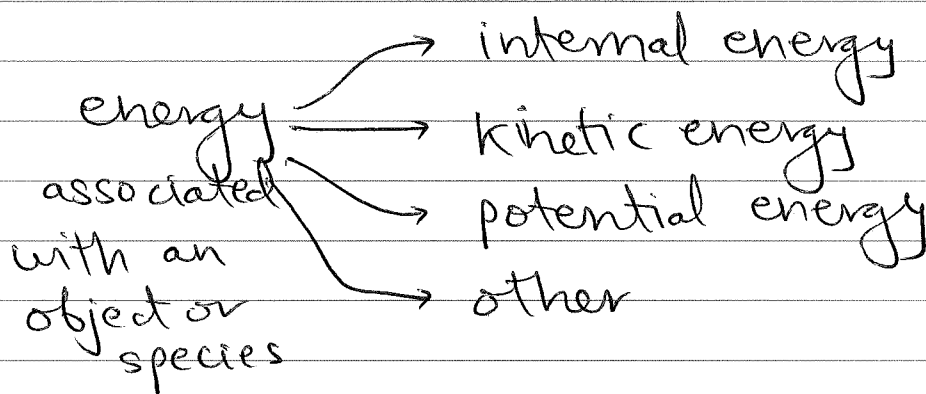 internal energy
energy
kinetic energy
associated
potential energy
with an
other
object or
species